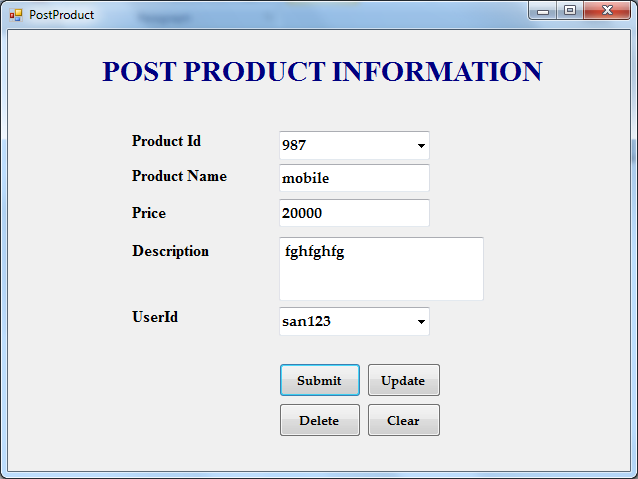 PostProduct
POST PRODUCT INFORMATION
Product Id 987
Product Name mobile
Price 20000
Description fghfghfg
UserId san123
Submit Update
Delete Clear